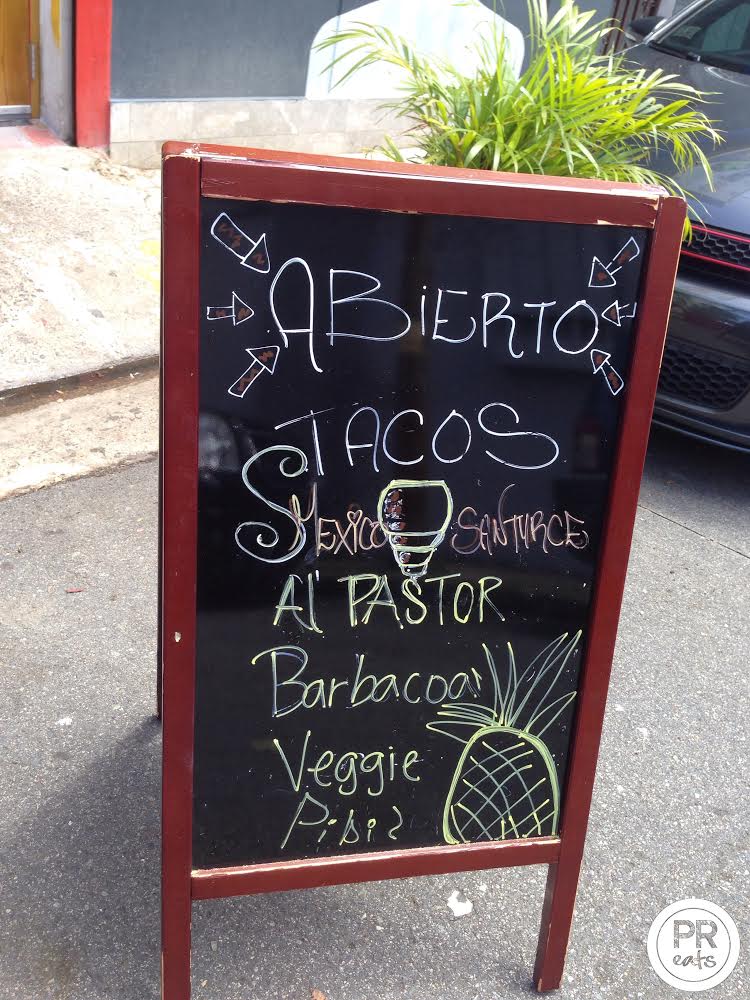 ABiERTO
TACOS
S MEXICO SANTURCE
Al PASTOR
Barbacoa
Veggie
Pibil
PR
eats